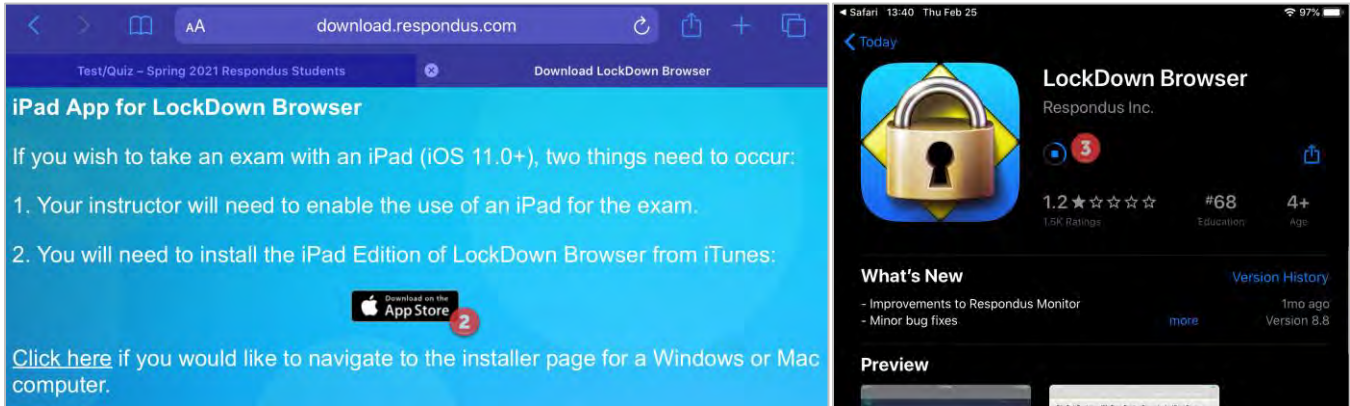 AA
download.respondus.com
Test/Quiz – Spring 2021 Respondus Students
Download LockDown Browser
iPad App for LockDown Browser
If you wish to take an exam with an iPad (iOS 11.0+), two things need to occur:
1. Your instructor will need to enable the use of an iPad for the exam.
2. You will need to install the iPad Edition of LockDown Browser from iTunes:
Download on the
App Store
2
Click here if you would like to navigate to the installer page for a Windows or Mac
computer.
Safari 13:40 Thu Feb 25 97%
Today
LockDown Browser
Respondus Inc.
3
1.2★☆☆☆☆ #68 4+
1.5K Ratings Education Age
What's New Version History
- Improvements to Respondus Monitor 1mo ago
- Minor bug fixes more Version 8.8
Preview